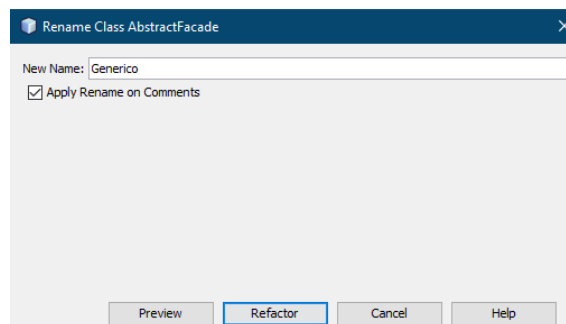 Rename Class AbstractFacade
New Name: Generico
Apply Rename on Comments
Preview Refactor Cancel Help